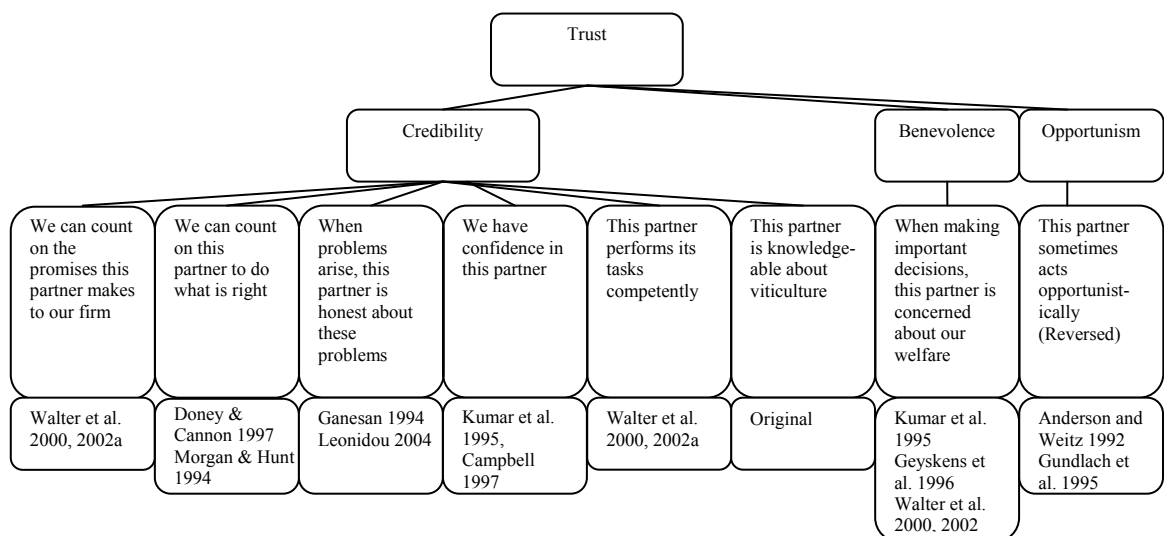 Trust
Credibility
Benevolence
Opportunism
We can count
on the
promises this
partner makes
to our firm
We can count
on this
partner to do
what is right
When
problems
arise, this
partner is
honest about
these
problems
We have
confidence in
this partner
This partner
performs its
tasks
competently
This partner
is knowledge-
able about
viticulture
When making
important
decisions,
this partner is
concerned
about our
welfare
This partner
sometimes
acts
opportunist-
ically
(Reversed)
Walter et al.
2000, 2002a
Doney &
Cannon 1997
Morgan & Hunt
1994
Ganesan 1994
Leonidou 2004
Kumar et al.
1995,
Campbell
1997
Walter et al.
2000, 2002a
Original
Kumar et al.
1995
Geyskens et
al. 1996
Walter et al.
2000, 2002
Anderson and
Weitz 1992
Gundlach et
al. 1995